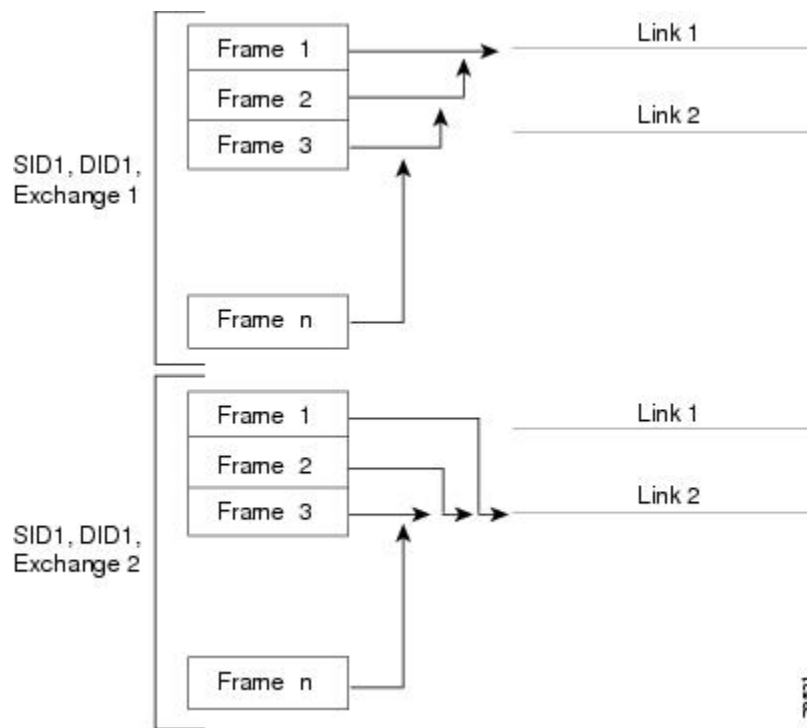 Frame 1
Link 1
Frame 2
Link 2
Frame 3
SID1, DID1,
Exchange 1
Frame n
Frame 1
Link 1
Frame 2
Link 2
Frame 3
SID1, DID1,
Exchange 2
Frame n